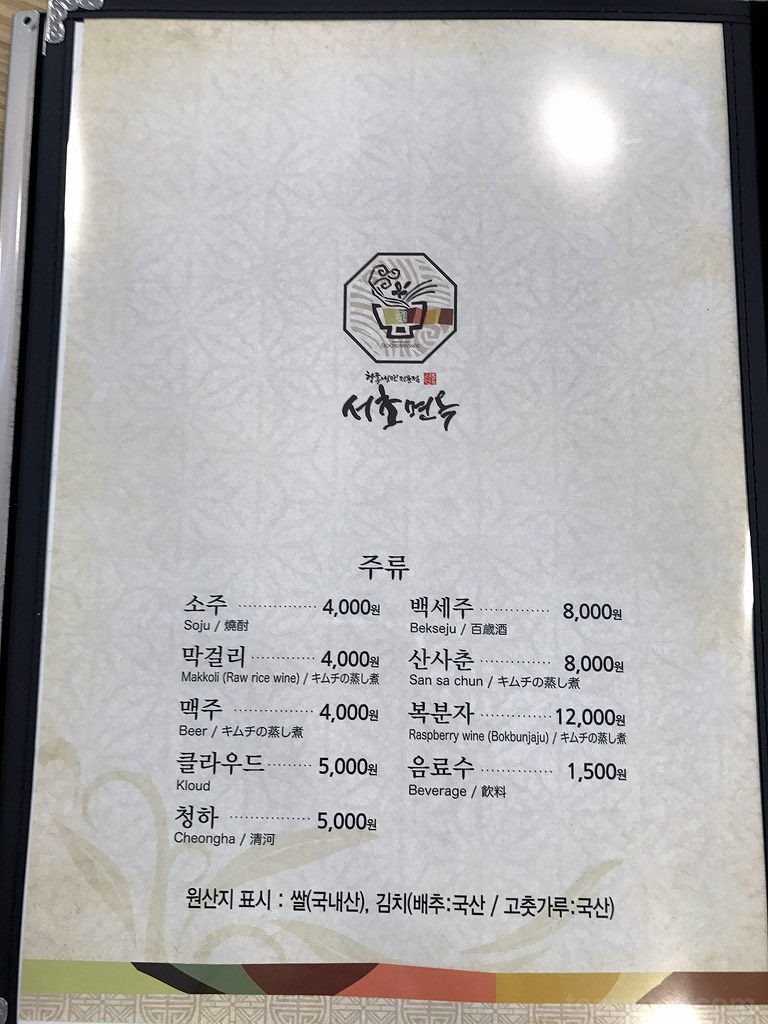 서초면옥
주류
소주 ················ 4,000원
Soju / 燒酎
막걸리 ············· 4,000원
Makkoli (Raw rice wine) / キムチの蒸し煮
맥주 ················ 4,000원
Beer / キムチの蒸し煮
클라우드 ········· 5,000원
Kloud
청하 ················ 5,000원
Cheongha / 清河
백세주 ·············· 8,000원
Bekseju / 百歳酒
산사춘 ·············· 8,000원
San sa chun / キムチの蒸し煮
복분자 ·············· 12,000원
Raspberry wine (Bokbunjaju) / キムチの蒸し煮
음료수 ·············· 1,500원
Beverage / 飲料
원산지 표시 : 쌀(국내산), 김치(배추:국산 / 고춧가루:국산)